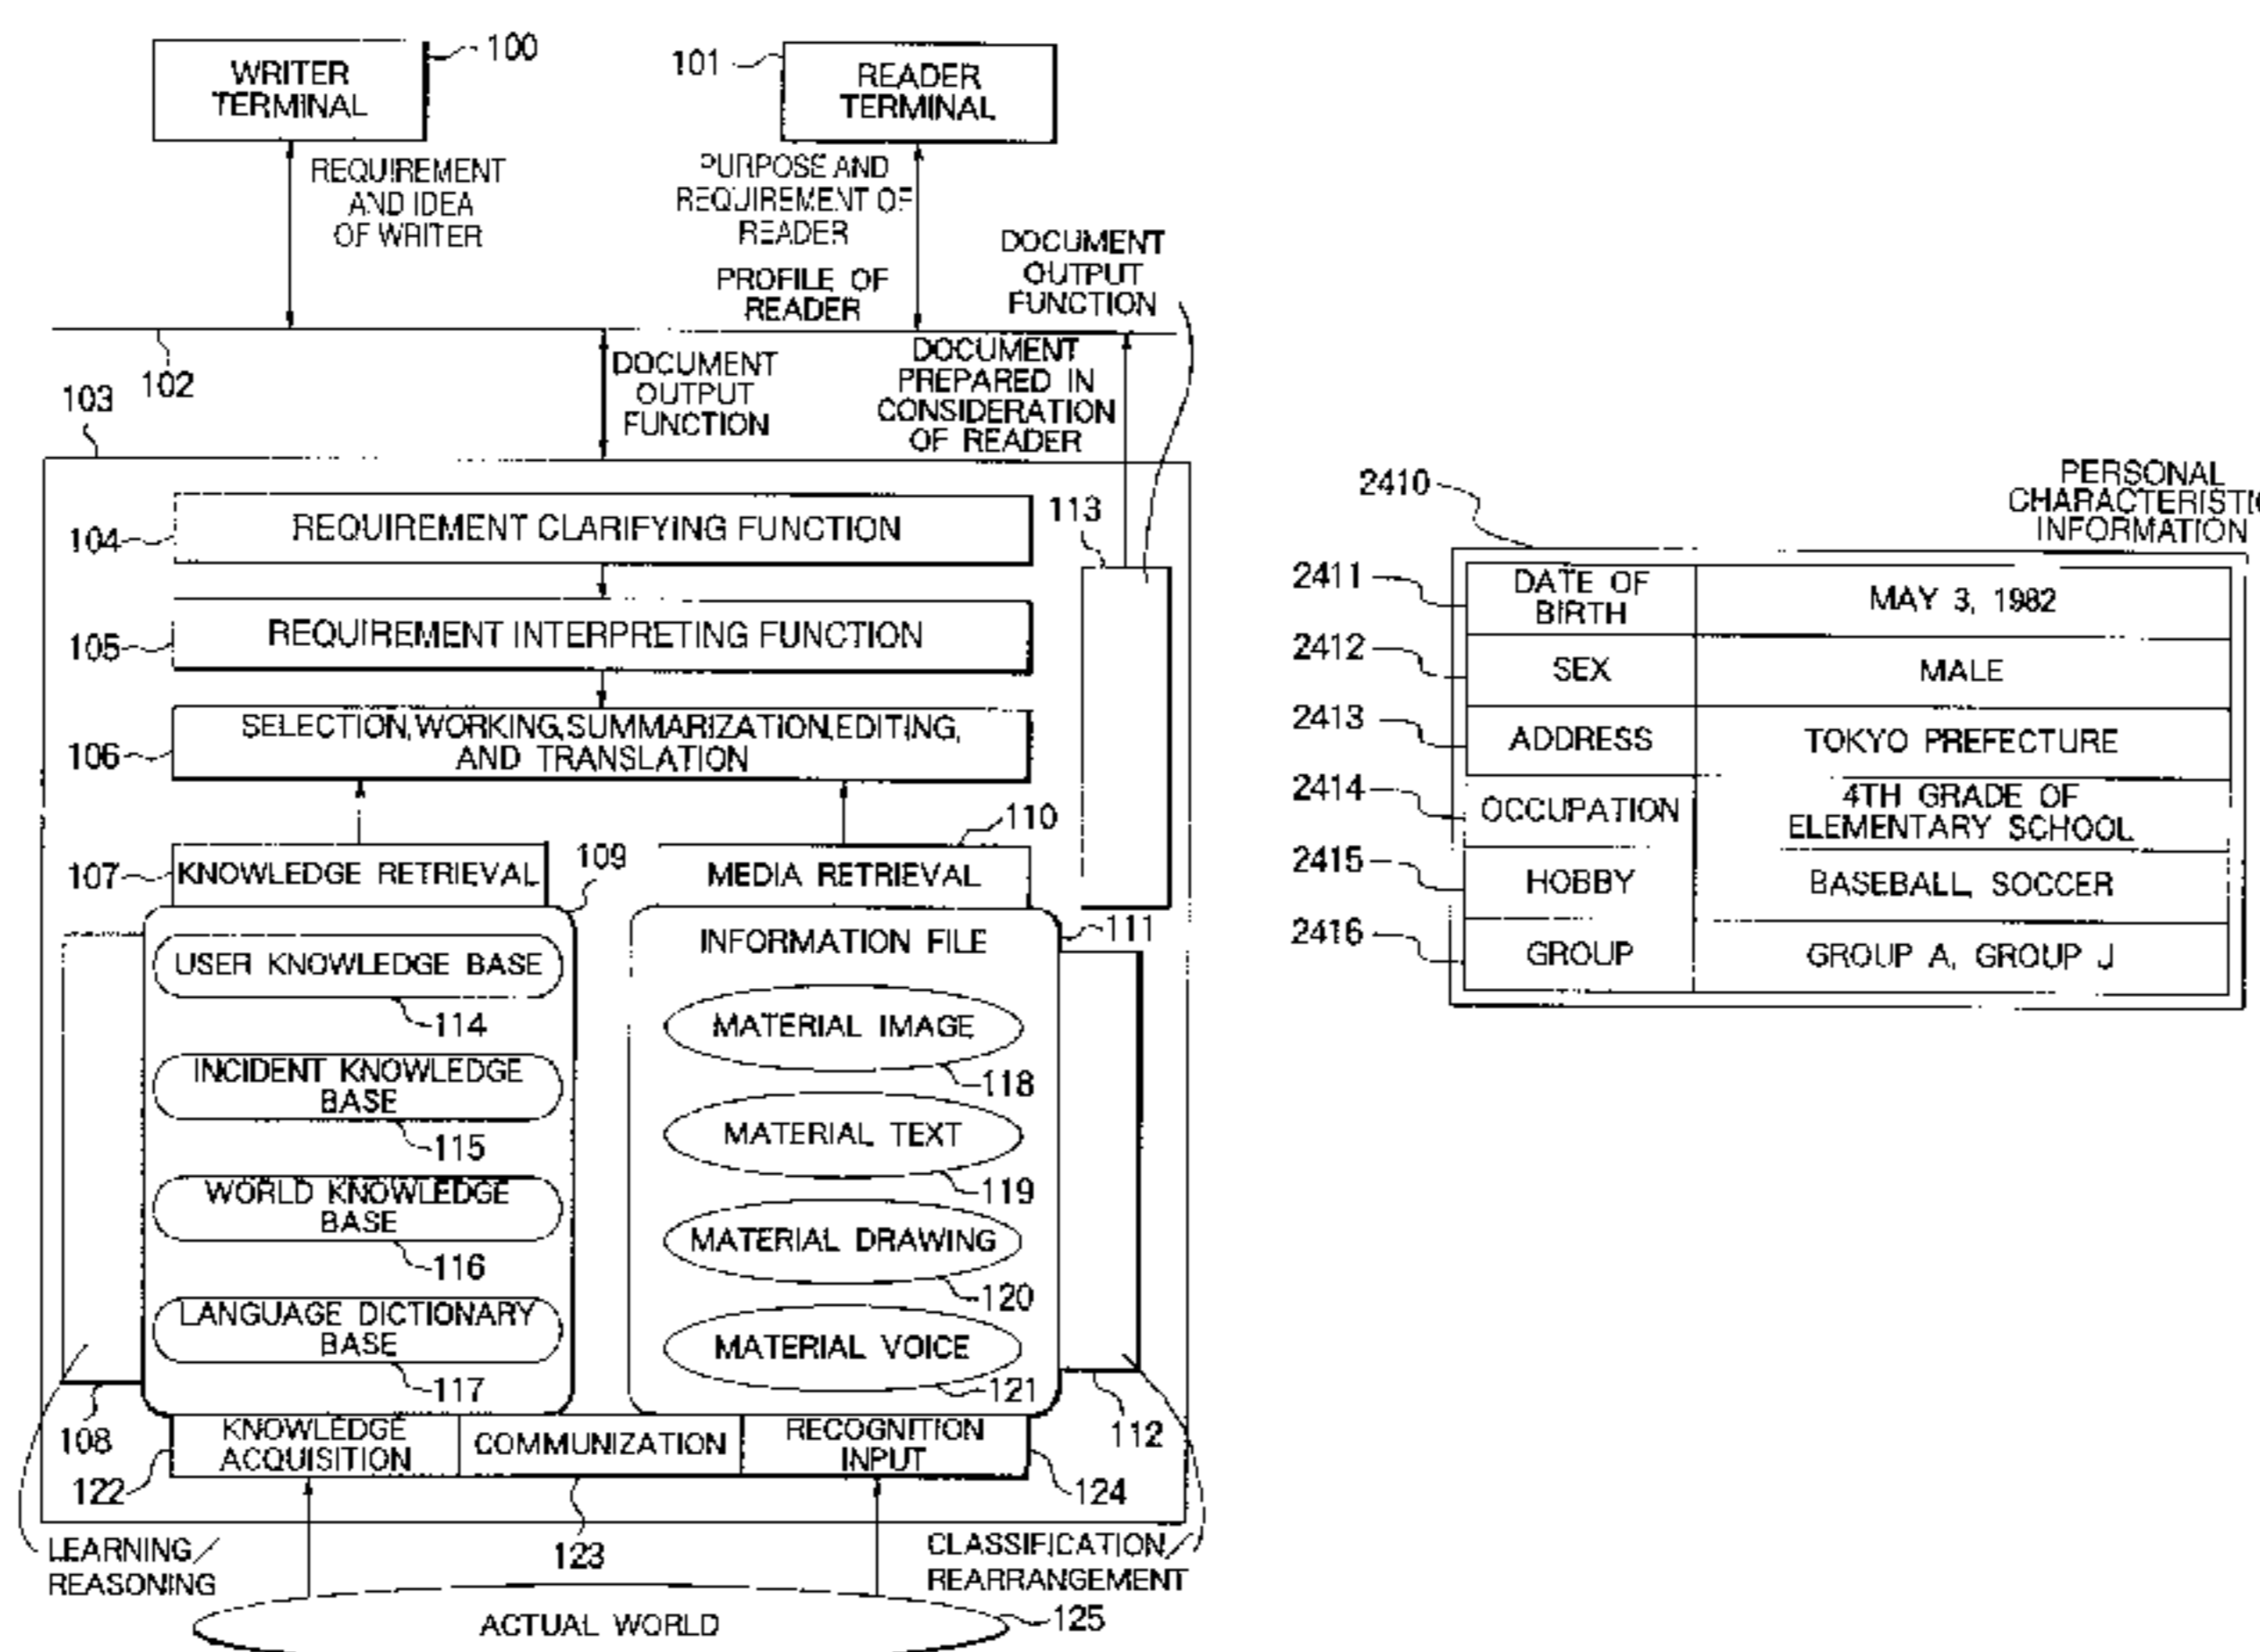 WRITER
TERMINAL
100
101
READER
TERMINAL
REQUIREMENT
AND IDEA
OF WRITER
PURPOSE AND
REQUIREMENT OF
READER
PROFILE OF
READER
DOCUMENT
OUTPUT
FUNCTION
102
103
DOCUMENT
OUTPUT
FUNCTION
DOCUMENT
PREPARED IN
CONSIDERATION
OF READER
104
REQUIREMENT CLARIFYING FUNCTION
113
105
REQUIREMENT INTERPRETING FUNCTION
106
SELECTION, WORKING, SUMMARIZATION, EDITING,
AND TRANSLATION
107
KNOWLEDGE RETRIEVAL
109
110
MEDIA RETRIEVAL
111
USER KNOWLEDGE BASE
114
INCIDENT KNOWLEDGE
BASE
115
WORLD KNOWLEDGE
BASE
116
LANGUAGE DICTIONARY
BASE
117
INFORMATION FILE
MATERIAL IMAGE
118
MATERIAL TEXT
119
MATERIAL DRAWING
120
MATERIAL VOICE
121
108
112
122
KNOWLEDGE
ACQUISITION
COMMUNIZATION
RECOGNITION
INPUT
124
123
LEARNING/
REASONING
CLASSIFICATION/
REARRANGEMENT
ACTUAL WORLD
125
2410
PERSONAL
CHARACTERISTIC
INFORMATION
2411
DATE OF
BIRTH
MAY 3, 1982
2412
SEX
MALE
2413
ADDRESS
TOKYO PREFECTURE
2414
OCCUPATION
4TH GRADE OF
ELEMENTARY SCHOOL
2415
HOBBY
BASEBALL, SOCCER
2416
GROUP
GROUP A, GROUP J